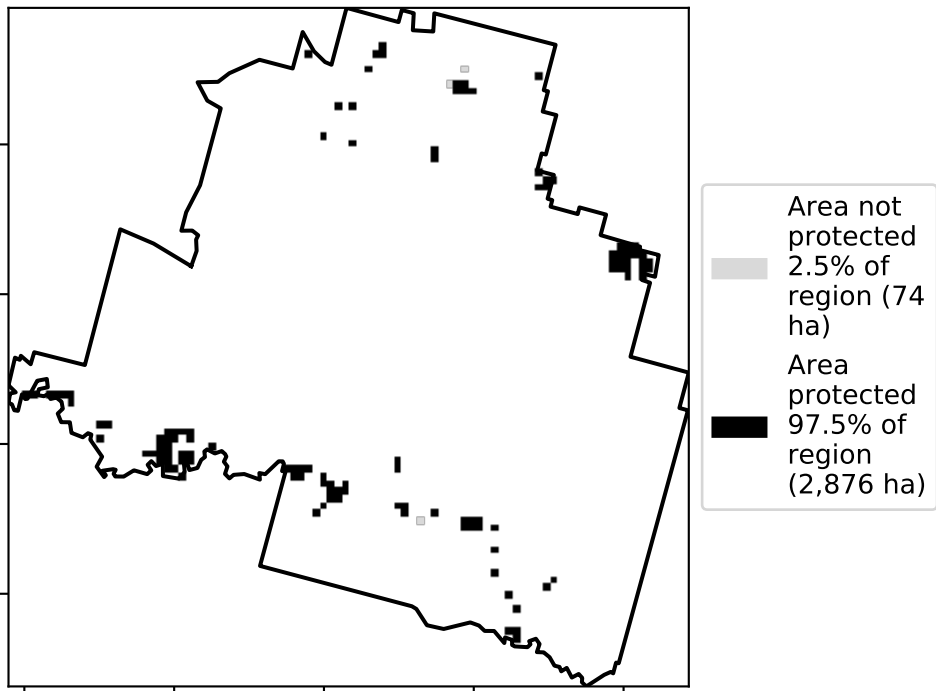 Area not
protected
2.5% of
region (74
ha)
Area
protected
97.5% of
region
(2,876 ha)